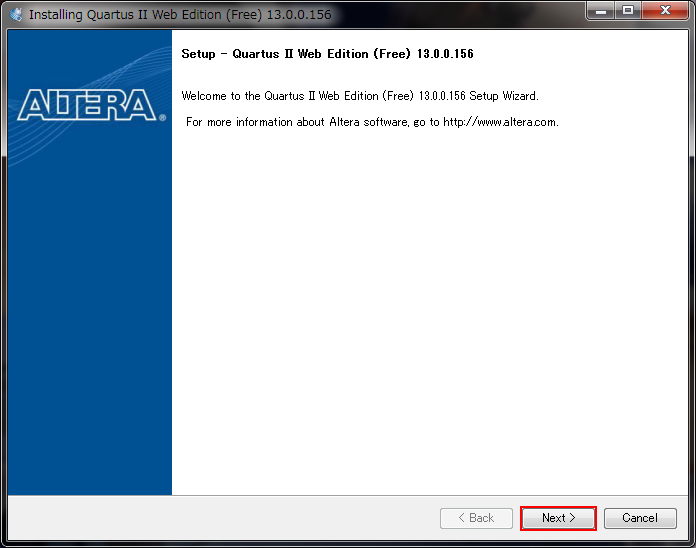 Installing Quartus II Web Edition (Free) 13.0.0.156
ALTERA®
Setup - Quartus II Web Edition (Free) 13.0.0.156
Welcome to the Quartus II Web Edition (Free) 13.0.0.156 Setup Wizard.
For more information about Altera software, go to http://www.altera.com.
< Back
Next >
Cancel